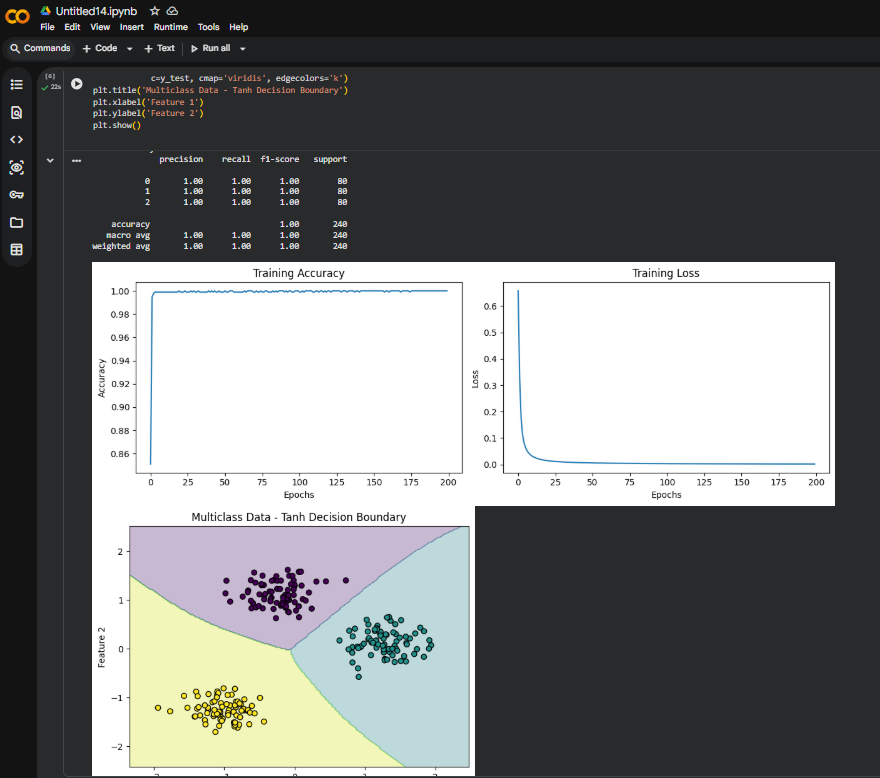 CO Untitled14.ipynb
File Edit View Insert Runtime Tools Help
Commands + Code + Text Run all
[6]
22s
c=y_test, cmap='viridis', edgecolors='k')
plt.title('Multiclass Data - Tanh Decision Boundary')
plt.xlabel('Feature 1')
plt.ylabel('Feature 2')
plt.show()
precision recall f1-score support
0 1.00 1.00 1.00 80
1 1.00 1.00 1.00 80
2 1.00 1.00 1.00 80
accuracy 1.00 240
macro avg 1.00 1.00 1.00 240
weighted avg 1.00 1.00 1.00 240
Training Accuracy
1.00
0.98
0.96
0.94
0.92
0.90
0.88
0.86
Accuracy
0 25 50 75 100 125 150 175 200
Epochs
Training Loss
0.6
0.5
0.4
0.3
0.2
0.1
0.0
Loss
0 25 50 75 100 125 150 175 200
Epochs
Multiclass Data - Tanh Decision Boundary
2
1
0
−1
−2
Feature 2